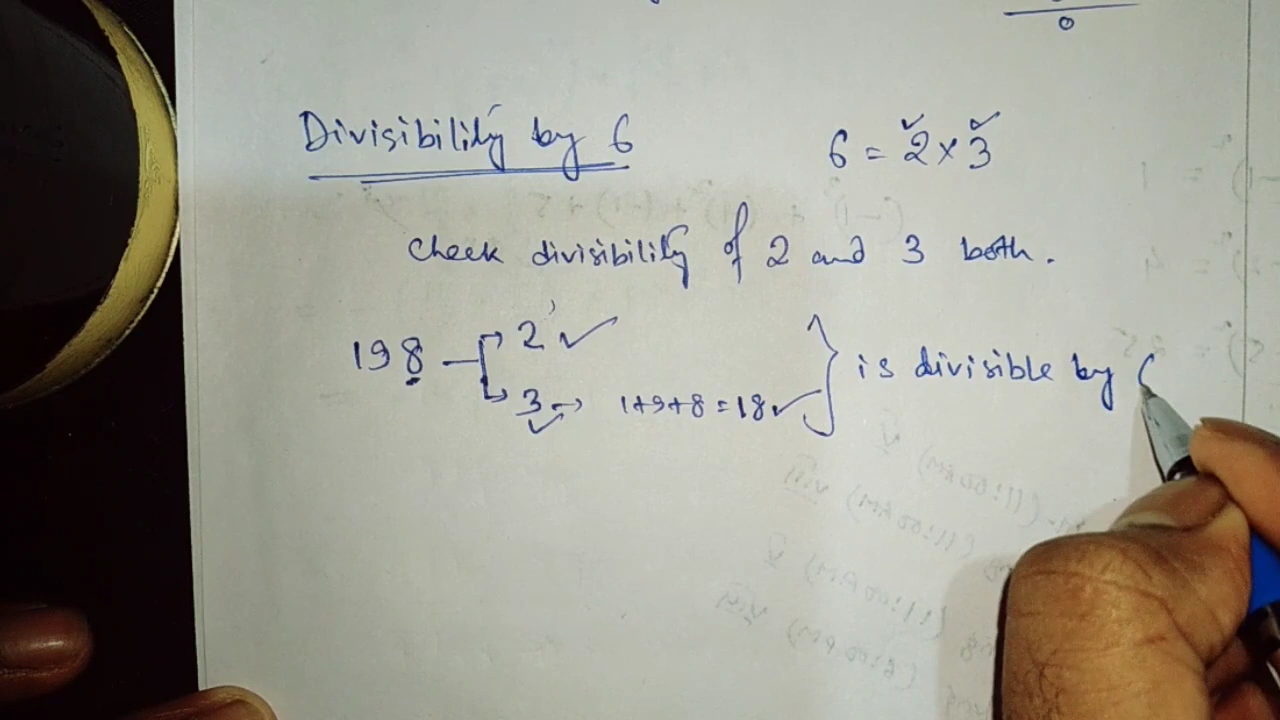 0
Divisibility by 6
6 = 2 × 3
Check divisibility of 2 and 3 both.
198 → 2 ✓
→ 3 → 1+9+8 = 18 ✓
} is divisible by 6